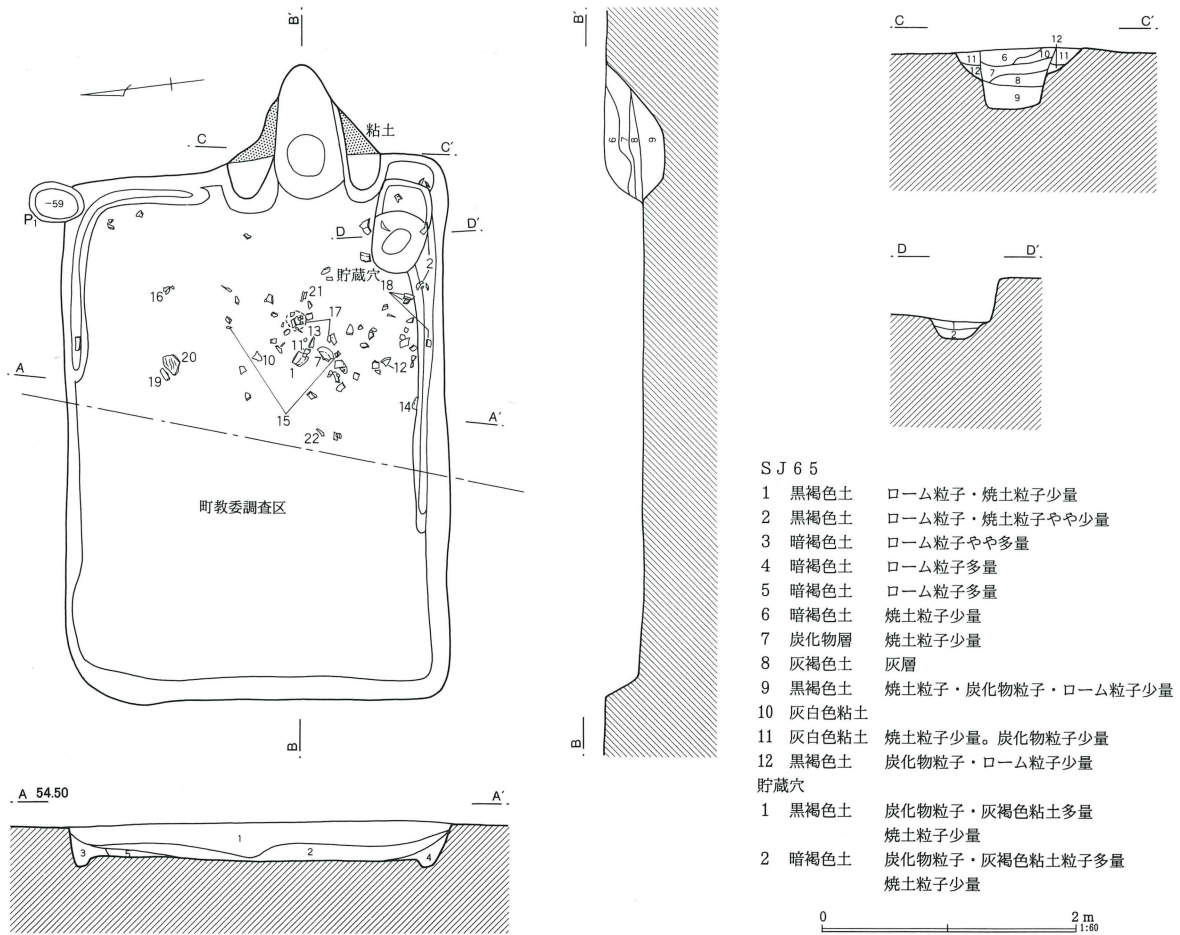 B'
粘土
C
C'
-59
P1
D
D'
2
貯蔵穴
18
16
21
17
13
11
20
10
1
7
12
19
A
15
14
A'
22
町教委調査区
B
A 54.50
A'
1
2
3
5
4
B'
6
7
8
9
B
C
C'
12
11
6
10
11
12
7
8
9
D
D'
1
2
SJ65
1 黒褐色土 ローム粒子・焼土粒子少量
2 黒褐色土 ローム粒子・焼土粒子やや少量
3 暗褐色土 ローム粒子やや多量
4 暗褐色土 ローム粒子多量
5 暗褐色土 ローム粒子多量
6 暗褐色土 焼土粒子少量
7 炭化物層 焼土粒子少量
8 灰褐色土 灰層
9 黒褐色土 焼土粒子・炭化物粒子・ローム粒子少量
10 灰白色粘土
11 灰白色粘土 焼土粒子少量。炭化物粒子少量
12 黒褐色土 炭化物粒子・ローム粒子少量
貯蔵穴
1 黒褐色土 炭化物粒子・灰褐色粘土多量
焼土粒子少量
2 暗褐色土 炭化物粒子・灰褐色粘土粒子多量
焼土粒子少量
0 2 m
1:60